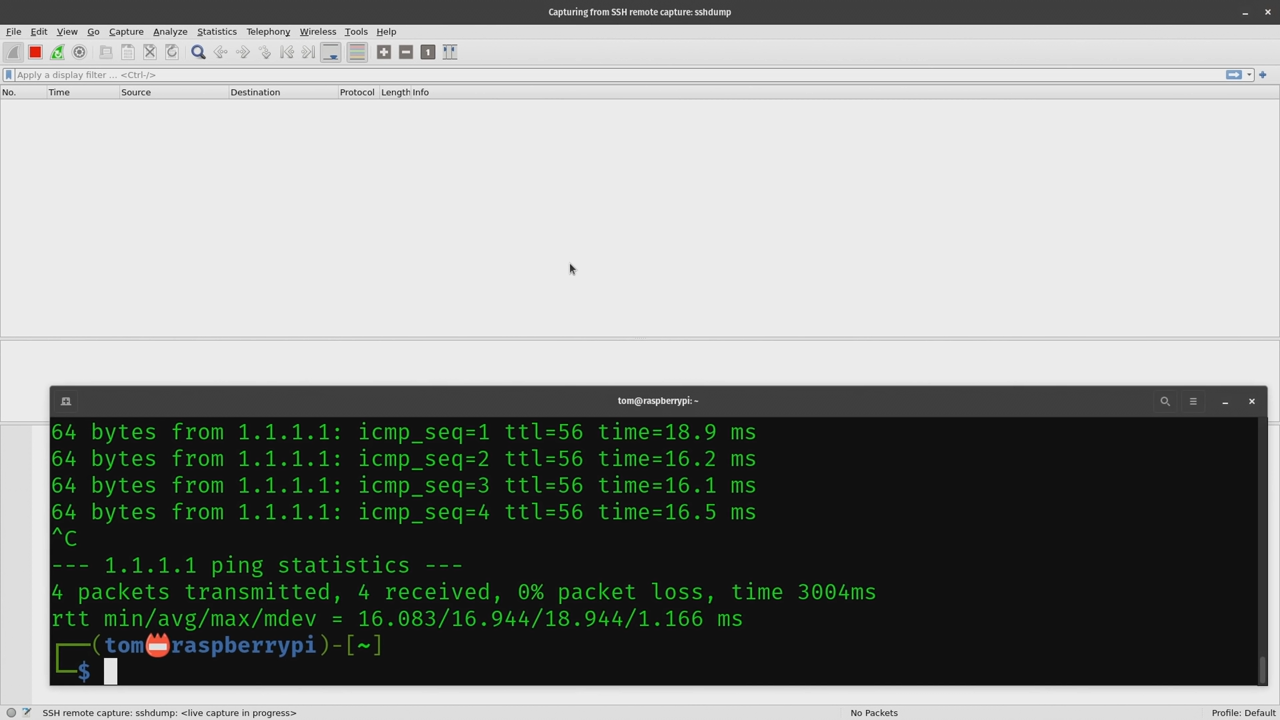 Capturing from SSH remote capture: sshdump
File Edit View Go Capture Analyze Statistics Telephony Wireless Tools Help
Apply a display filter ... <Ctrl-/>
No. Time Source Destination Protocol Length Info
tom@raspberrypi: ~
64 bytes from 1.1.1.1: icmp_seq=1 ttl=56 time=18.9 ms
64 bytes from 1.1.1.1: icmp_seq=2 ttl=56 time=16.2 ms
64 bytes from 1.1.1.1: icmp_seq=3 ttl=56 time=16.1 ms
64 bytes from 1.1.1.1: icmp_seq=4 ttl=56 time=16.5 ms
^C
--- 1.1.1.1 ping statistics ---
4 packets transmitted, 4 received, 0% packet loss, time 3004ms
rtt min/avg/max/mdev = 16.083/16.944/18.944/1.166 ms
┌──(tom📛raspberrypi)-[~]
└─$
SSH remote capture: sshdump: <live capture in progress> No Packets Profile: Default